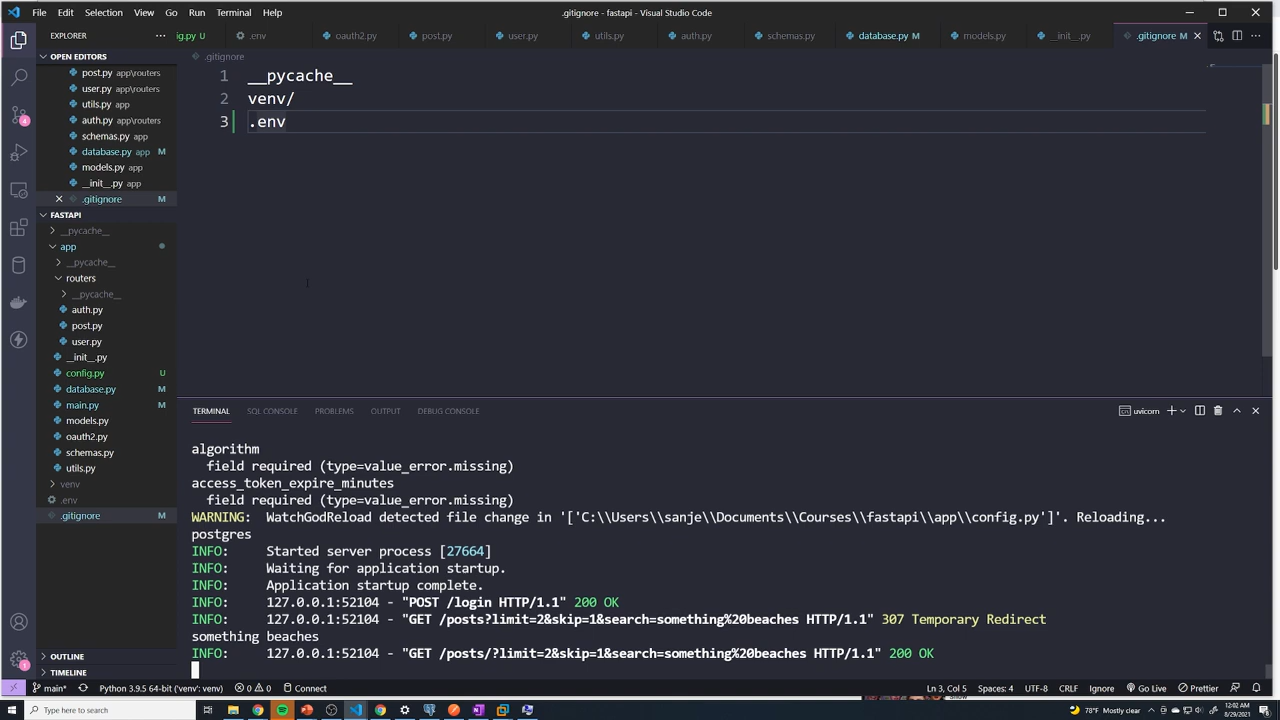 File Edit Selection View Go Run Terminal Help
.gitignore - fastapi - Visual Studio Code
EXPLORER
ig.py U .env oauth2.py post.py user.py utils.py auth.py schemas.py database.py M models.py __init__.py .gitignore M
OPEN EDITORS
post.py app\routers
user.py app\routers
utils.py app
auth.py app\routers
schemas.py app
database.py app M
models.py app
__init__.py app
.gitignore M
FASTAPI
__pycache__
app
__pycache__
routers
__pycache__
auth.py
post.py
user.py
__init__.py
config.py U
database.py M
main.py M
models.py
oauth2.py
schemas.py
utils.py
venv
.env
.gitignore M
OUTLINE
TIMELINE
4
1
.gitignore
1 __pycache__
2 venv/
3 .env
TERMINAL SQL CONSOLE PROBLEMS OUTPUT DEBUG CONSOLE
uvicorn
algorithm
field required (type=value_error.missing)
access_token_expire_minutes
field required (type=value_error.missing)
WARNING: WatchGodReload detected file change in '['C:\\Users\\sanje\\Documents\\Courses\\fastapi\\app\\config.py']'. Reloading...
postgres
INFO: Started server process [27664]
INFO: Waiting for application startup.
INFO: Application startup complete.
INFO: 127.0.0.1:52104 - "POST /login HTTP/1.1" 200 OK
INFO: 127.0.0.1:52104 - "GET /posts?limit=2&skip=1&search=something%20beaches HTTP/1.1" 307 Temporary Redirect
something beaches
INFO: 127.0.0.1:52104 - "GET /posts/?limit=2&skip=1&search=something%20beaches HTTP/1.1" 200 OK
main* Python 3.9.5 64-bit ('venv': venv) 0 0 Connect
Ln 3, Col 5 Spaces: 4 UTF-8 CRLF Ignore Go Live Prettier
Type here to search
78°F Mostly clear
12:02 AM
8/29/2021